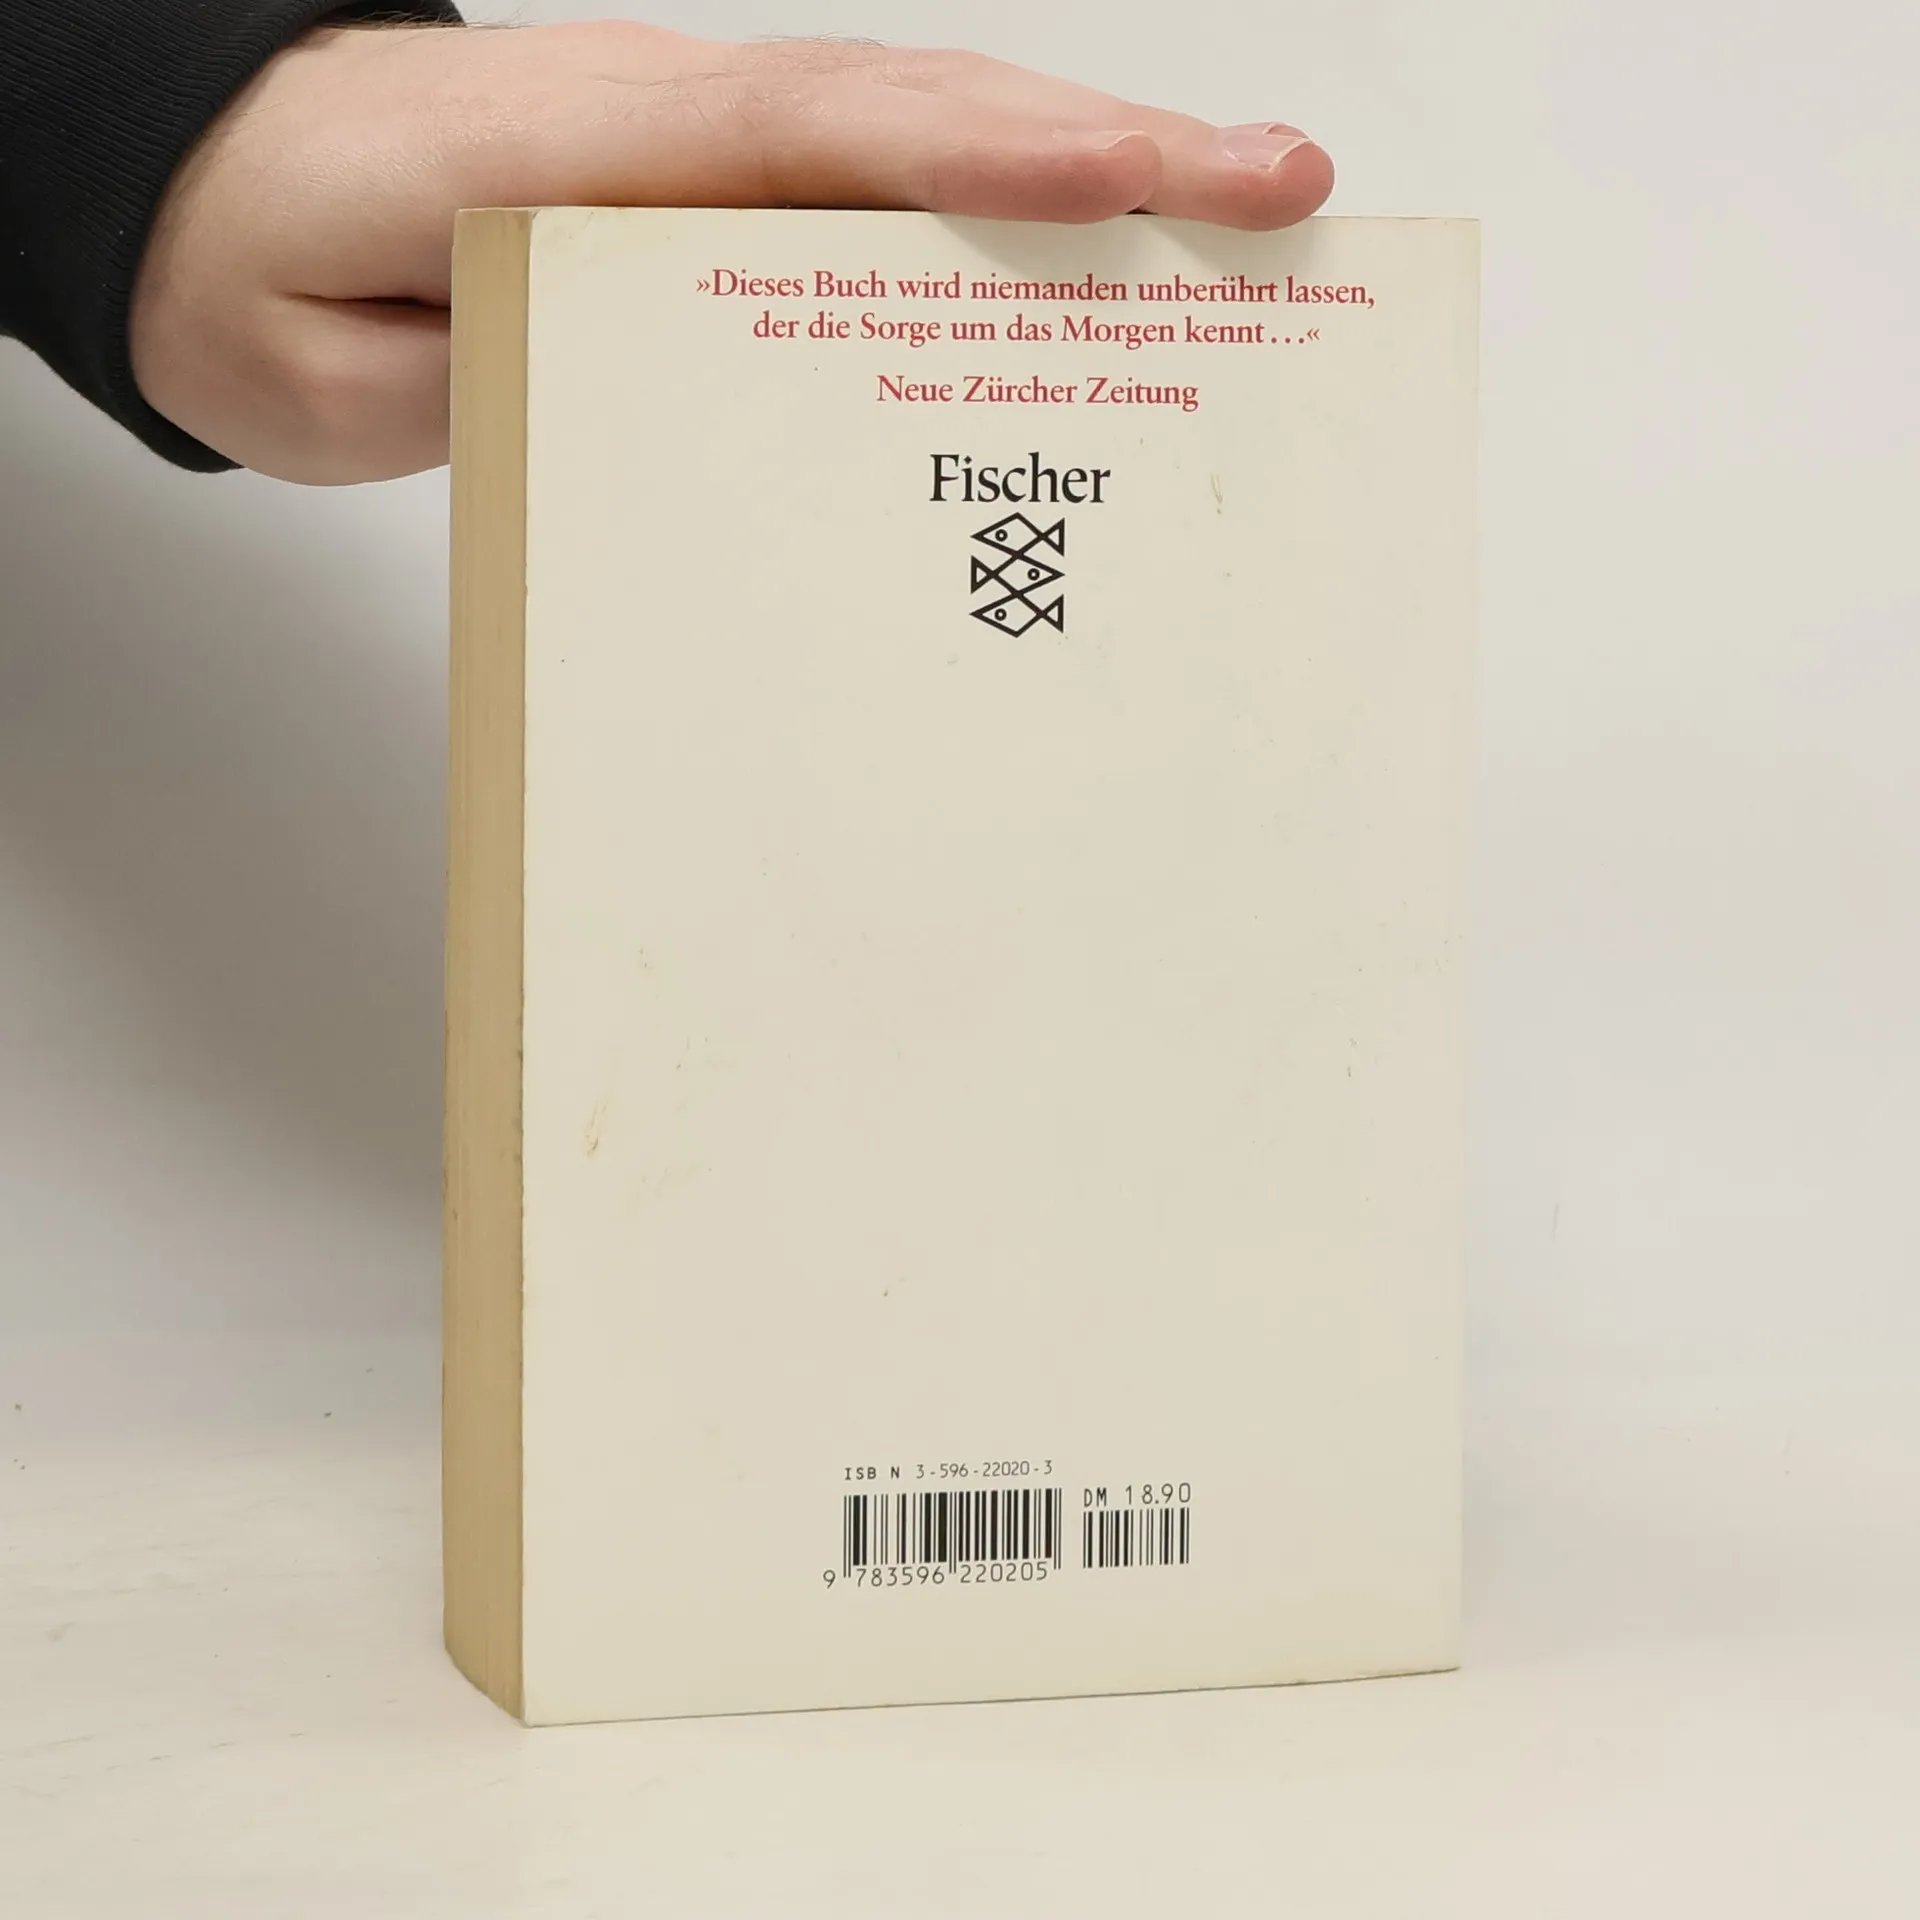 »Dieses Buch wird niemanden unberührt lassen,
der die Sorge um das Morgen kennt...«
Neue Zürcher Zeitung
Fischer
ISBN 3-596-22020-3
DM 18.90
9 783596 220205